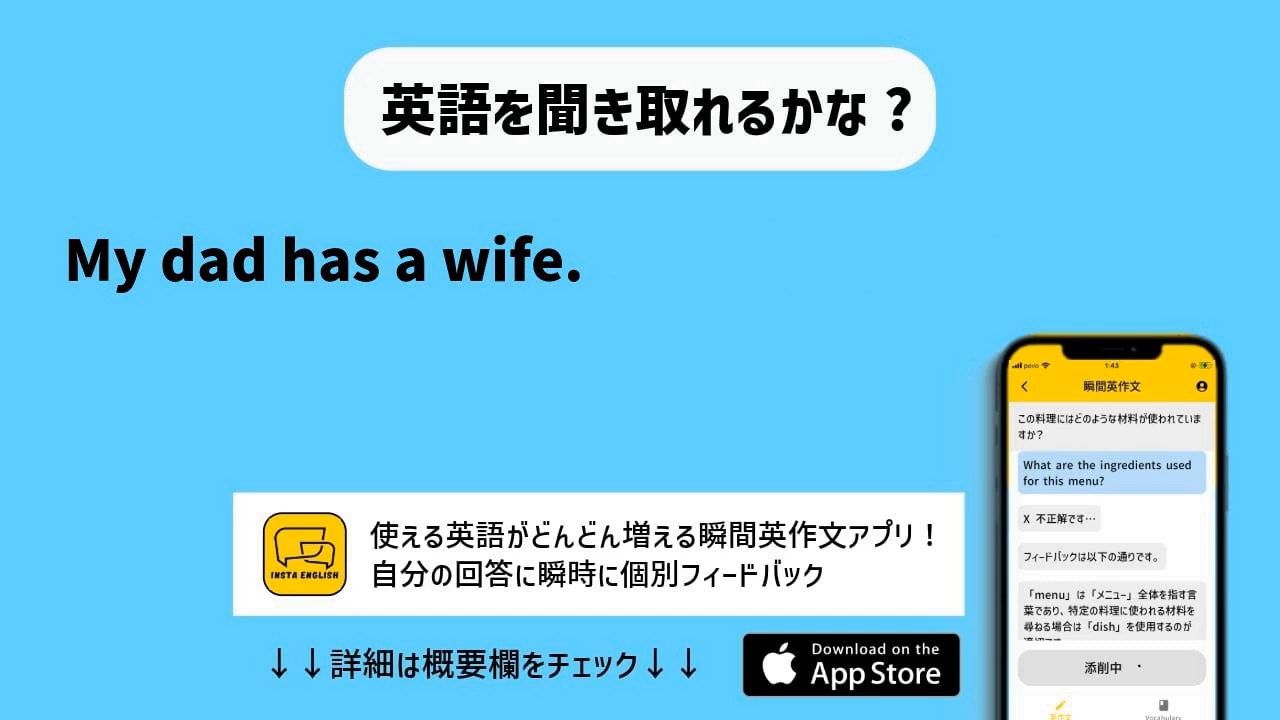 英語を聞き取れるかな？
My dad has a wife.
povo
1:43
瞬間英作文
この料理にはどのような材料が使われていま
すか？
What are the ingredients used
for this menu?
X 不正解です…
フィードバックは以下の通りです。
「menu」は「メニュー」全体を指す言
葉であり、特定の料理に使われる材料を
尋ねる場合は「dish」を使用するのが
添削中
英作文
Vocabulary
INSTA ENGLISH
使える英語がどんどん増える瞬間英作文アプリ！
自分の回答に瞬時に個別フィードバック
↓↓詳細は概要欄をチェック↓↓
Download on the
App Store